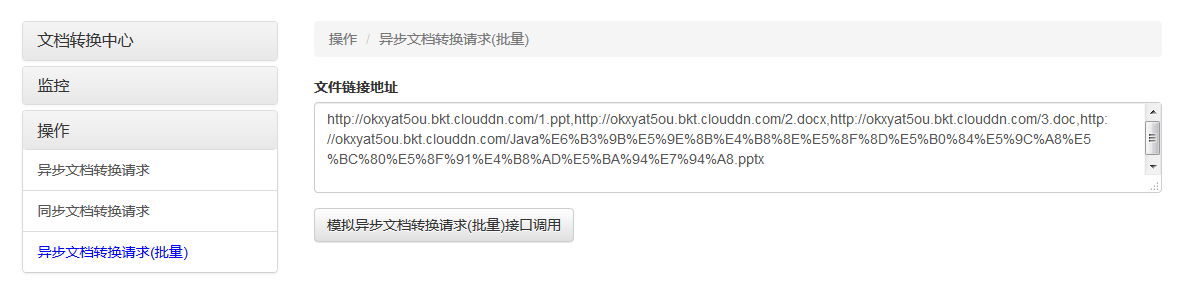 文档转换中心
监控
操作
异步文档转换请求
同步文档转换请求
异步文档转换请求(批量)
操作 / 异步文档转换请求(批量)
文件链接地址
http://okxyat5ou.bkt.clouddn.com/1.ppt,http://okxyat5ou.bkt.clouddn.com/2.docx,http://okxyat5ou.bkt.clouddn.com/3.doc,http:
//okxyat5ou.bkt.clouddn.com/Java%E6%B3%9B%E5%9E%8B%E4%B8%8E%E5%8F%8D%E5%B0%84%E5%9C%A8%E5
%BC%80%E5%8F%91%E4%B8%AD%E5%BA%94%E7%94%A8.pptx
模拟异步文档转换请求(批量)接口调用